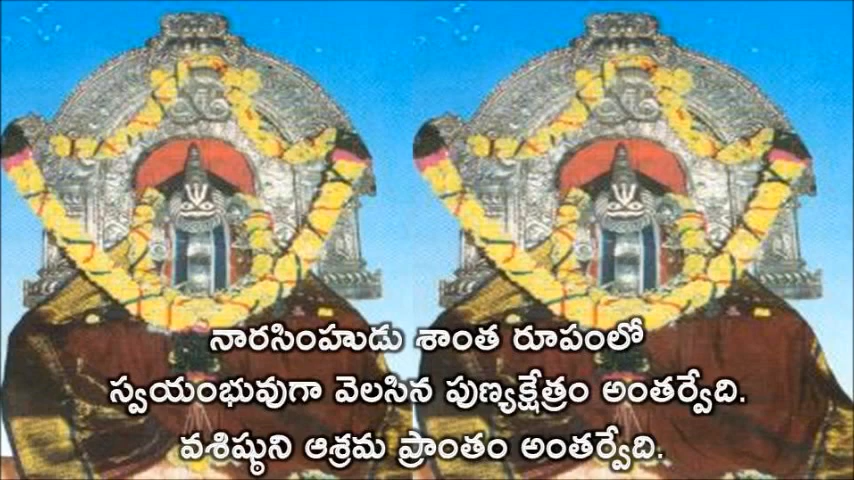 నారసింహుడు శాంత రూపంలో
స్వయంభువుగా వెలసిన పుణ్యక్షేత్రం అంతర్వేది.
వశిష్ఠుని ఆశ్రమ ప్రాంతం అంతర్వేది.